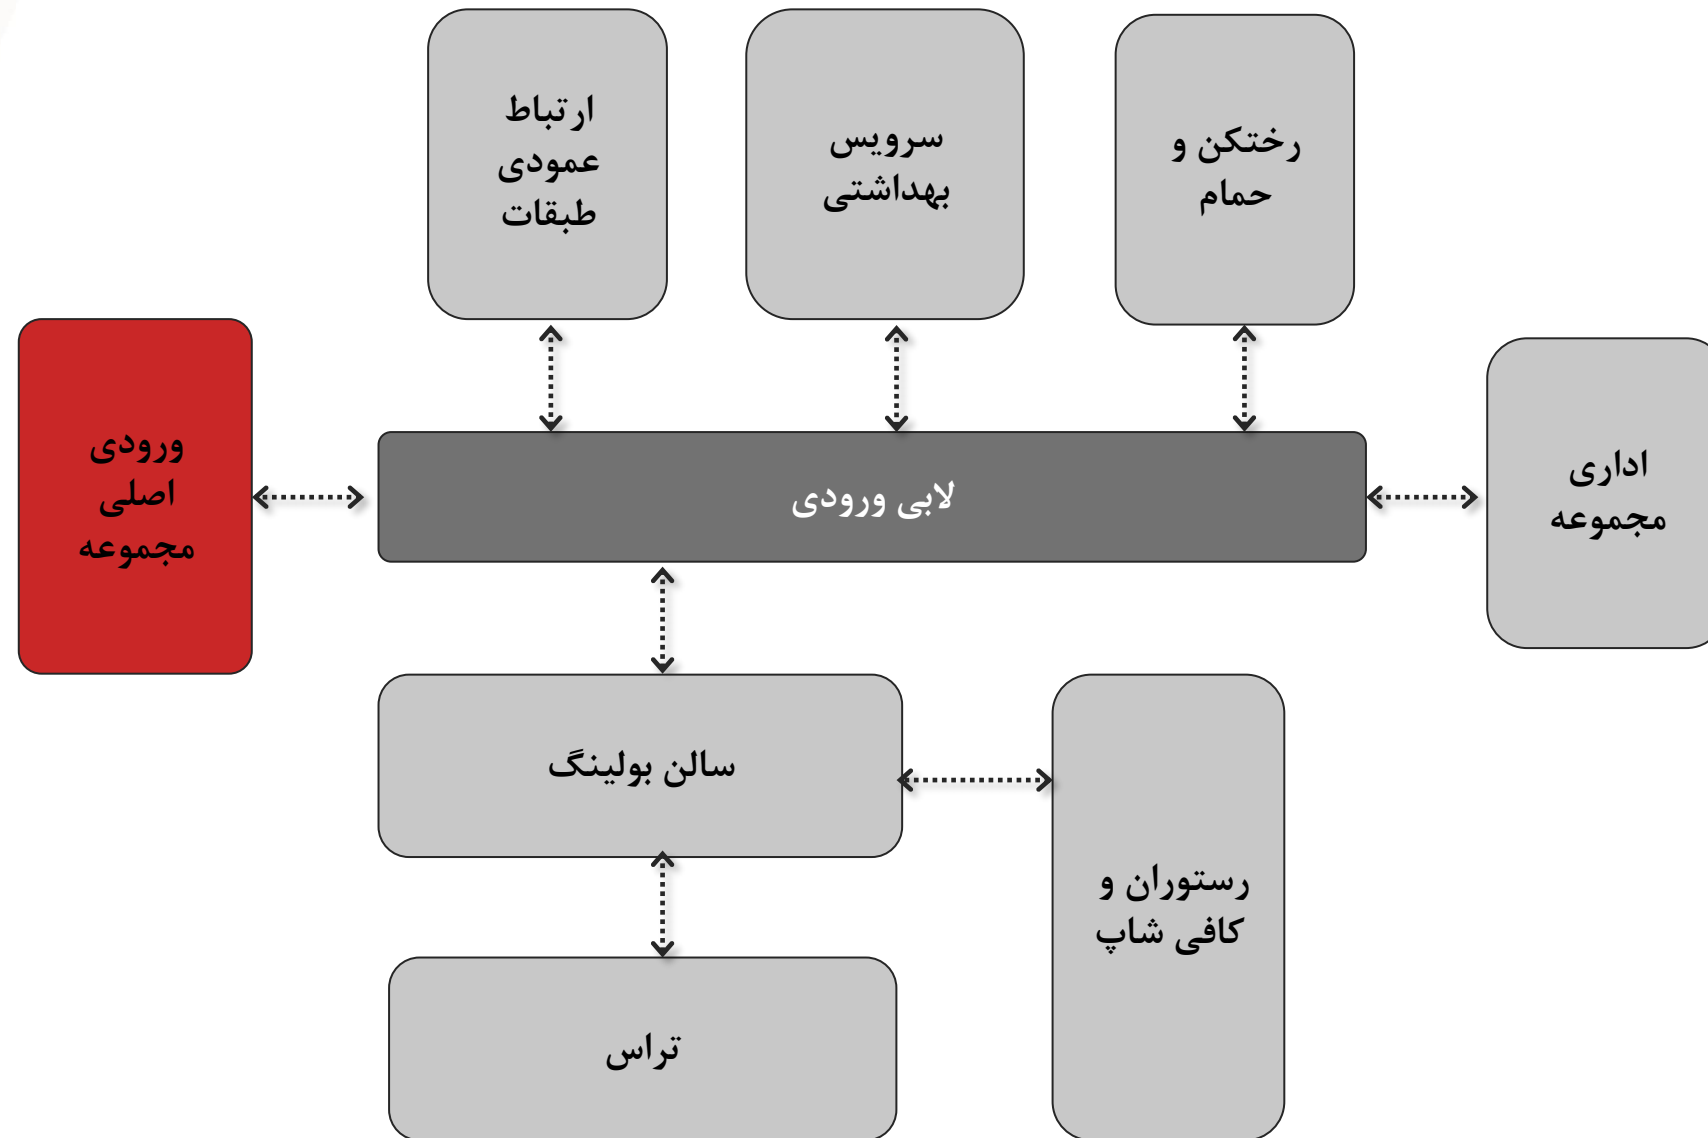 ارتباط
عمودی
طبقات
سرویس
بهداشتی
رختکن و
حمام
ورودی
اصلی
مجموعه
لابی ورودی
اداری
مجموعه
سالن بولینگ
رستوران و
کافی شاپ
تراس